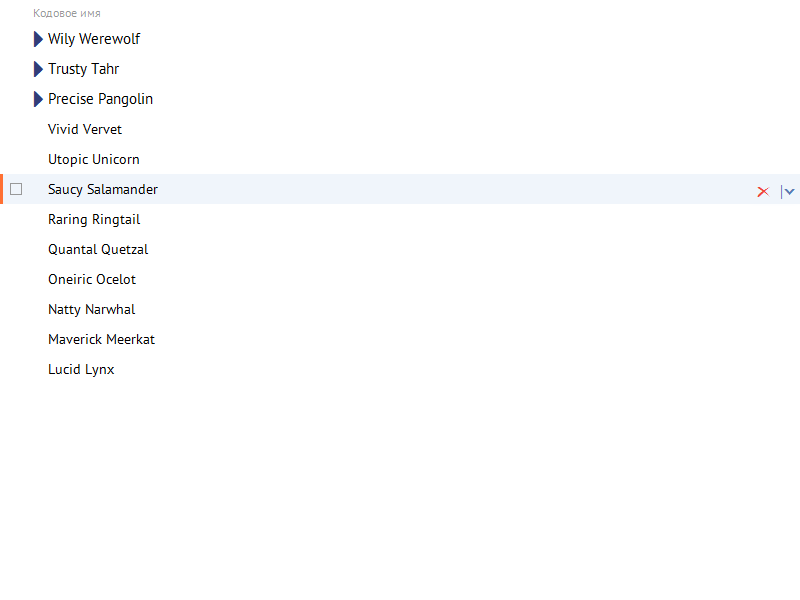 Кодовое имя
Wily Werewolf
Trusty Tahr
Precise Pangolin
Vivid Vervet
Utopic Unicorn
Saucy Salamander
Raring Ringtail
Quantal Quetzal
Oneiric Ocelot
Natty Narwhal
Maverick Meerkat
Lucid Lynx